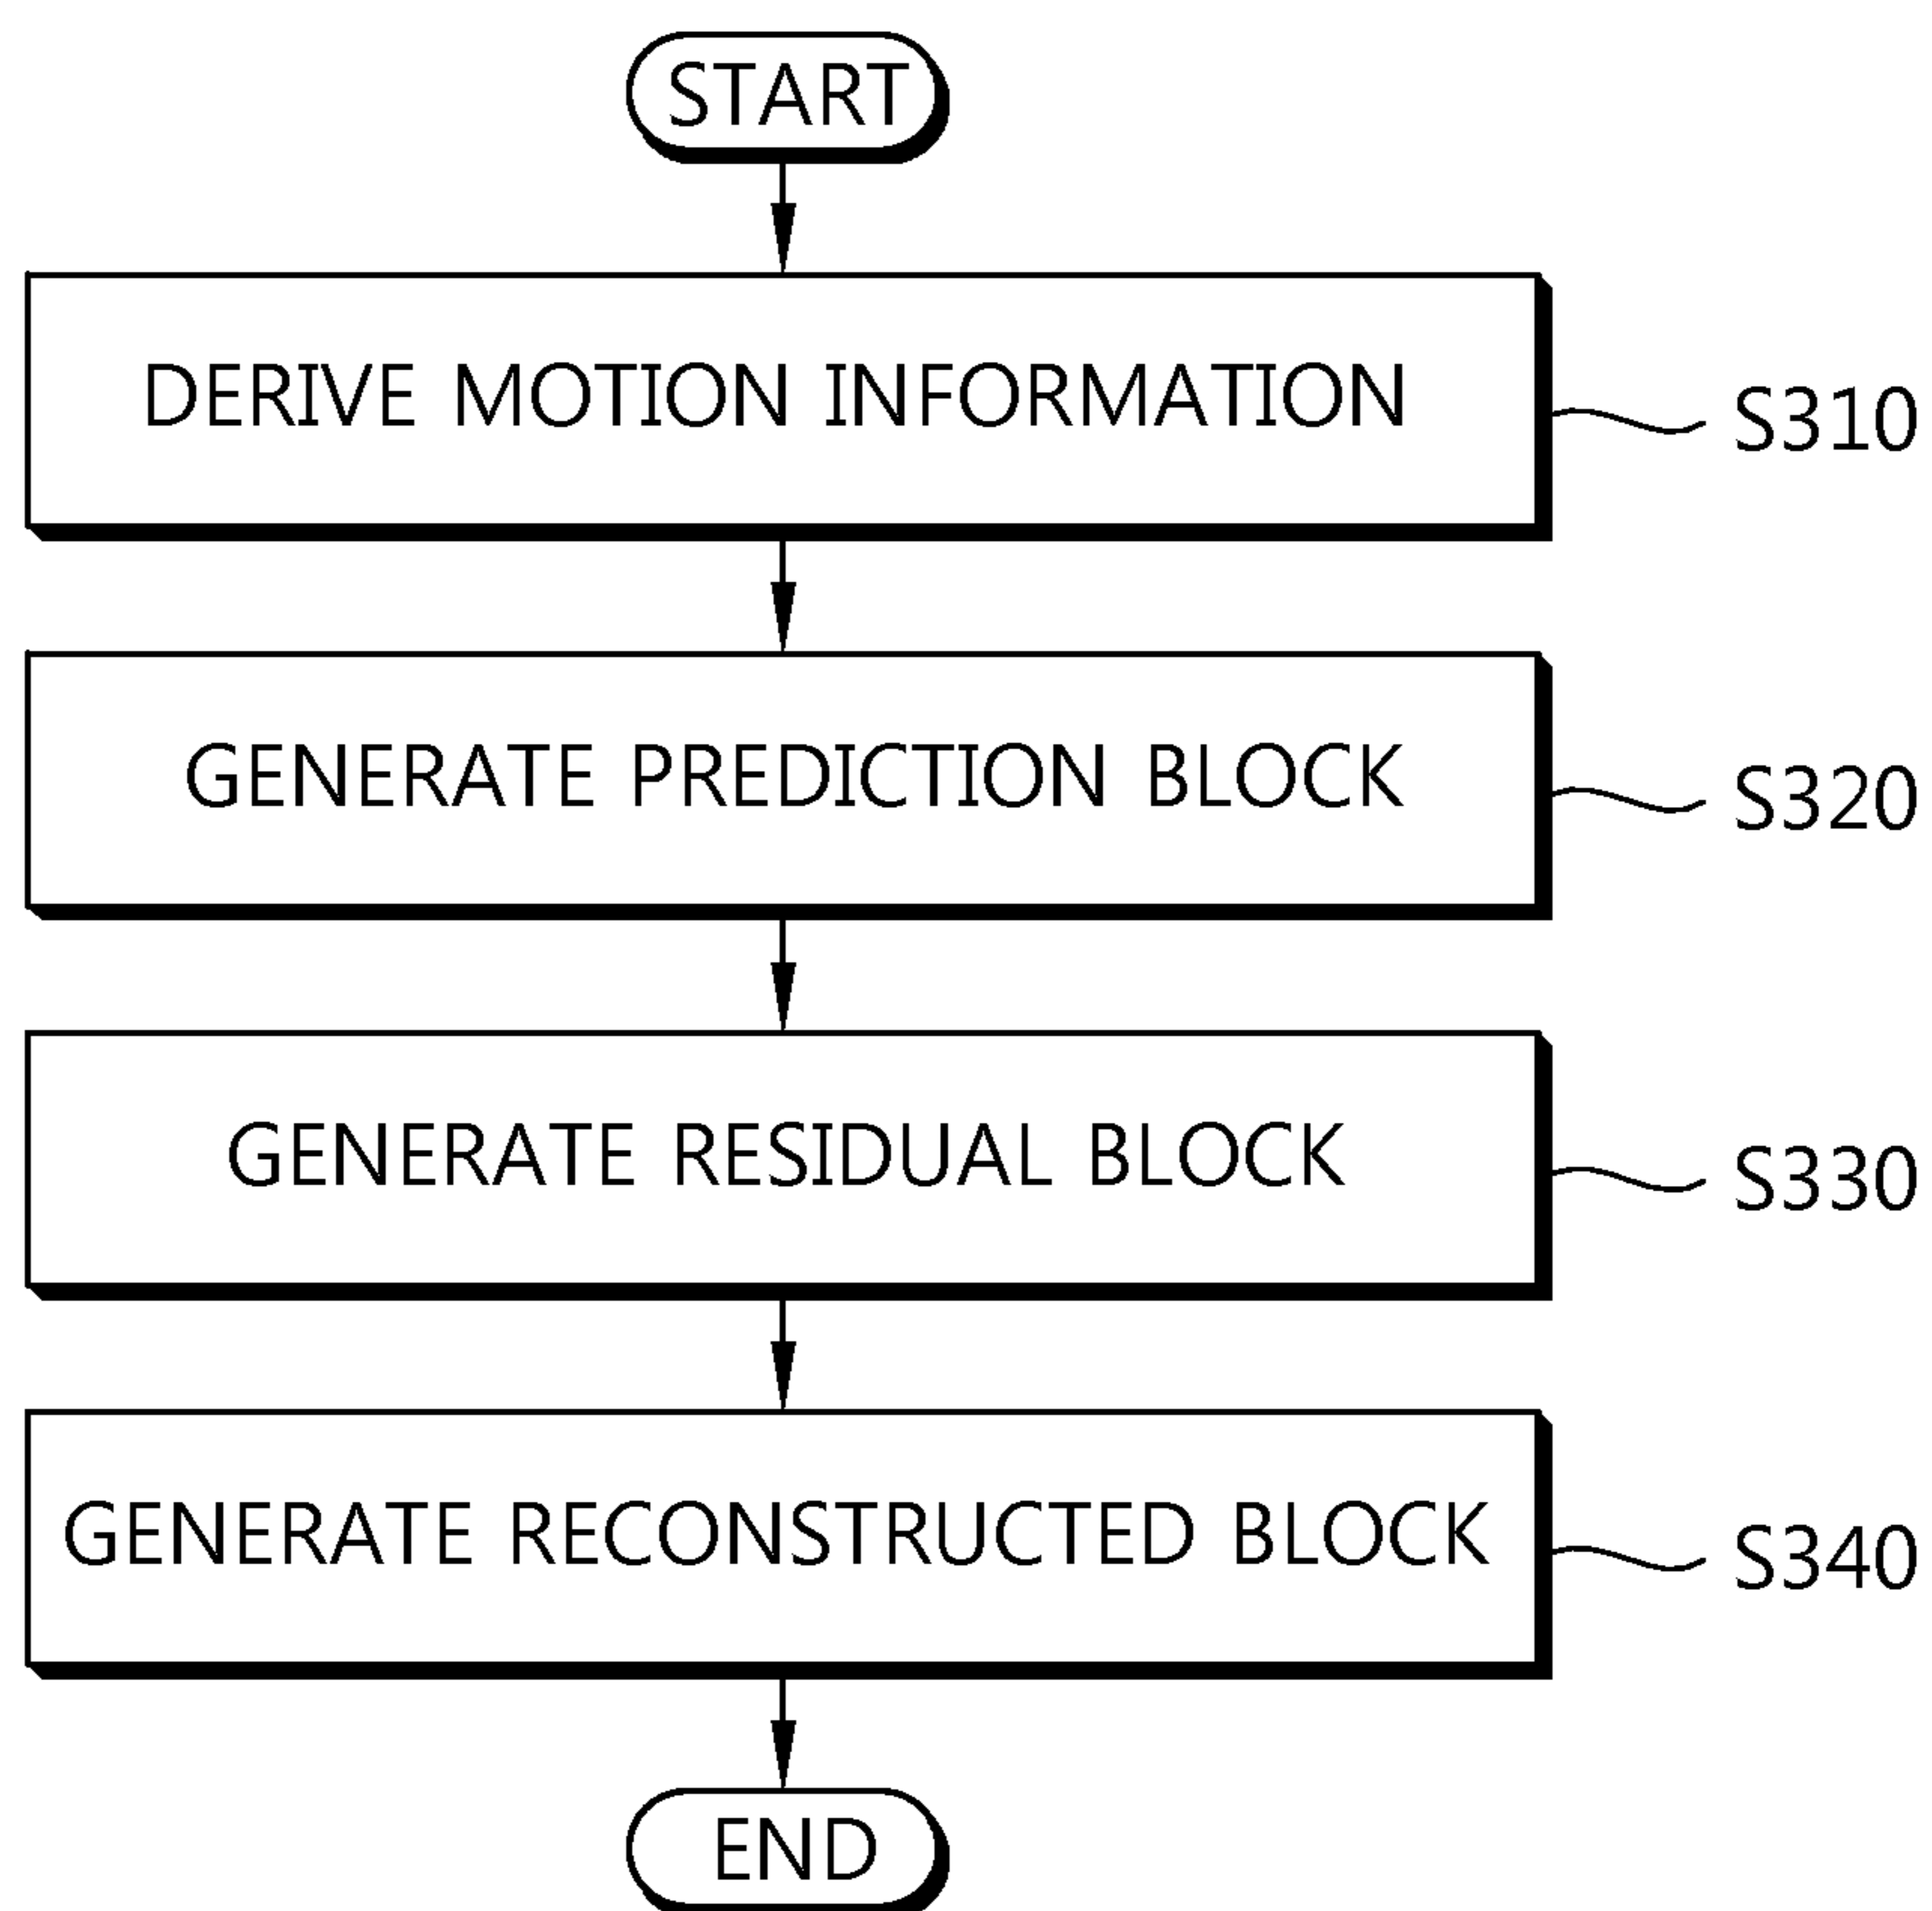 START
DERIVE MOTION INFORMATION
S310
GENERATE PREDICTION BLOCK
S320
GENERATE RESIDUAL BLOCK
S330
GENERATE RECONSTRUCTED BLOCK
S340
END